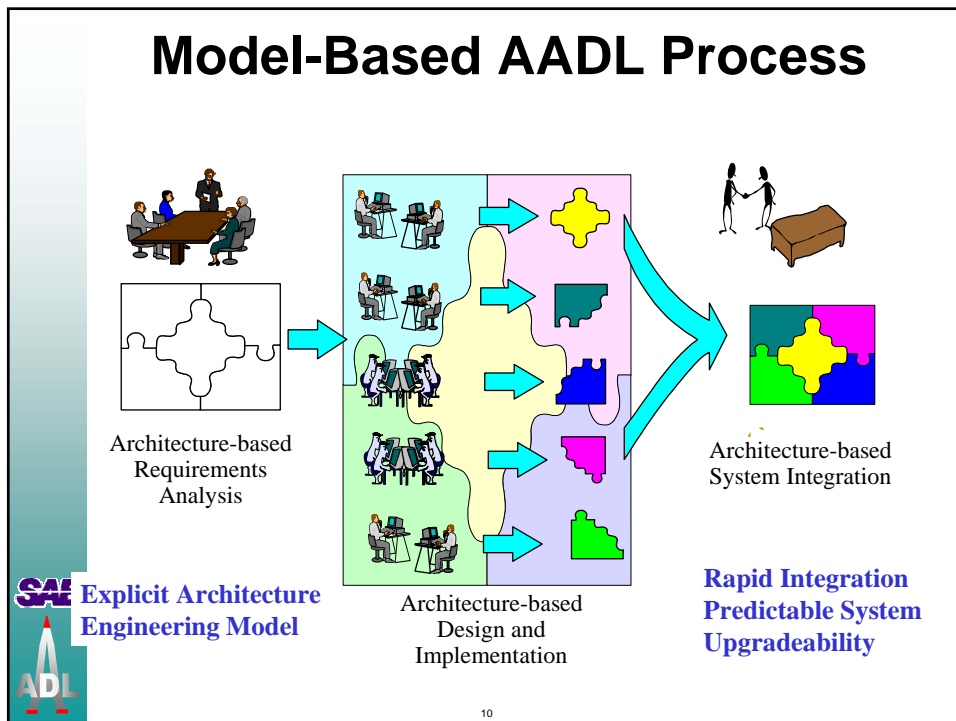 Model-Based AADL Process
Architecture-based
Requirements
Analysis
Architecture-based
System Integration
SAE
Explicit Architecture
Engineering Model
Architecture-based
Design and
Implementation
Rapid Integration
Predictable System
Upgradeability
ADL
10